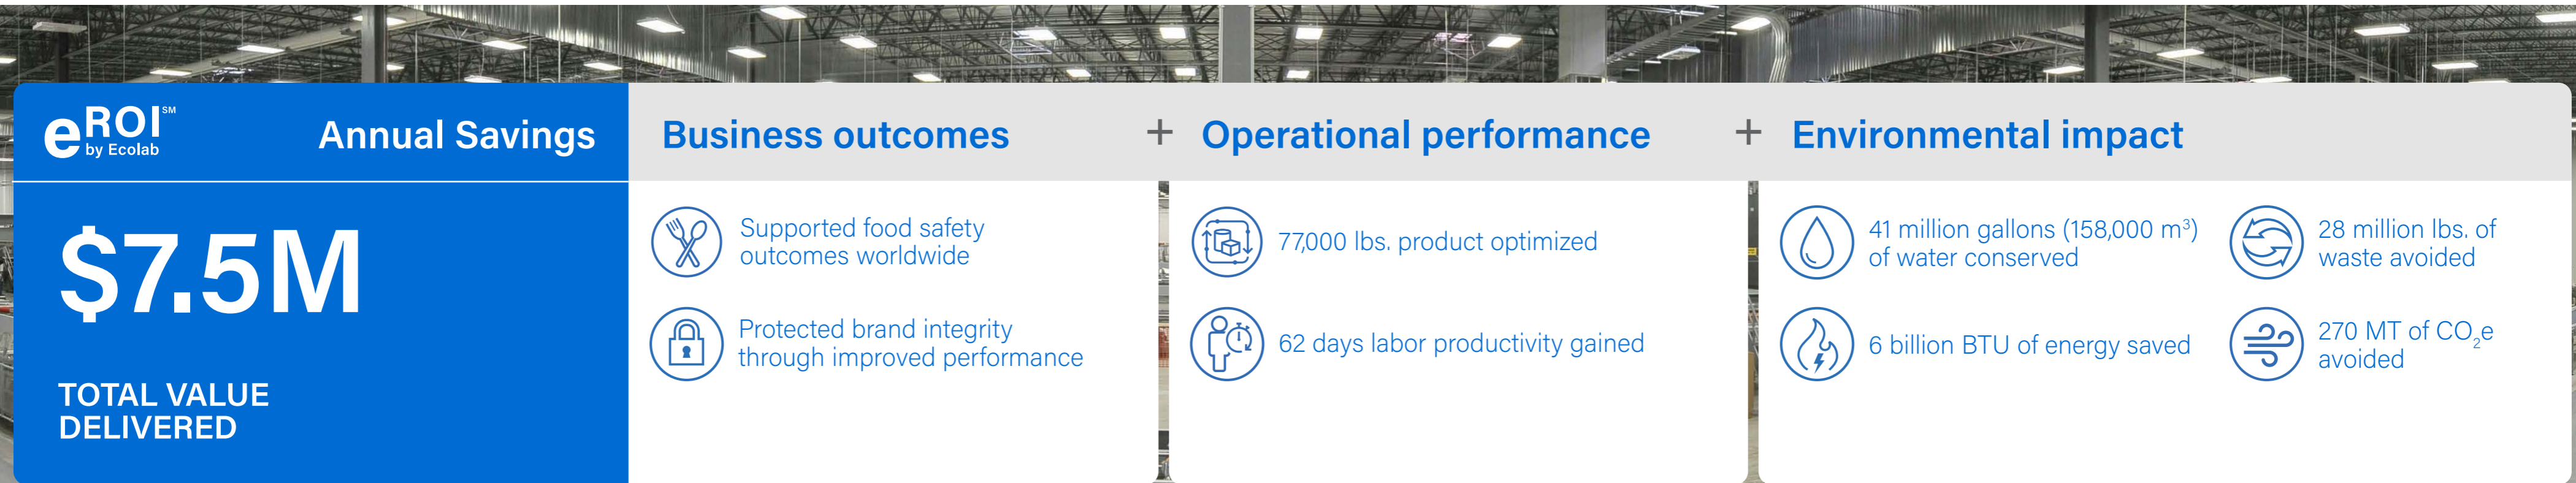 eROI℠
by Ecolab
Annual Savings
$7.5M
TOTAL VALUE
DELIVERED
Business outcomes
Supported food safety
outcomes worldwide
Protected brand integrity
through improved performance
+
Operational performance
77,000 lbs. product optimized
62 days labor productivity gained
+
Environmental impact
41 million gallons (158,000 m³)
of water conserved
6 billion BTU of energy saved
28 million lbs. of
waste avoided
270 MT of CO₂e
avoided